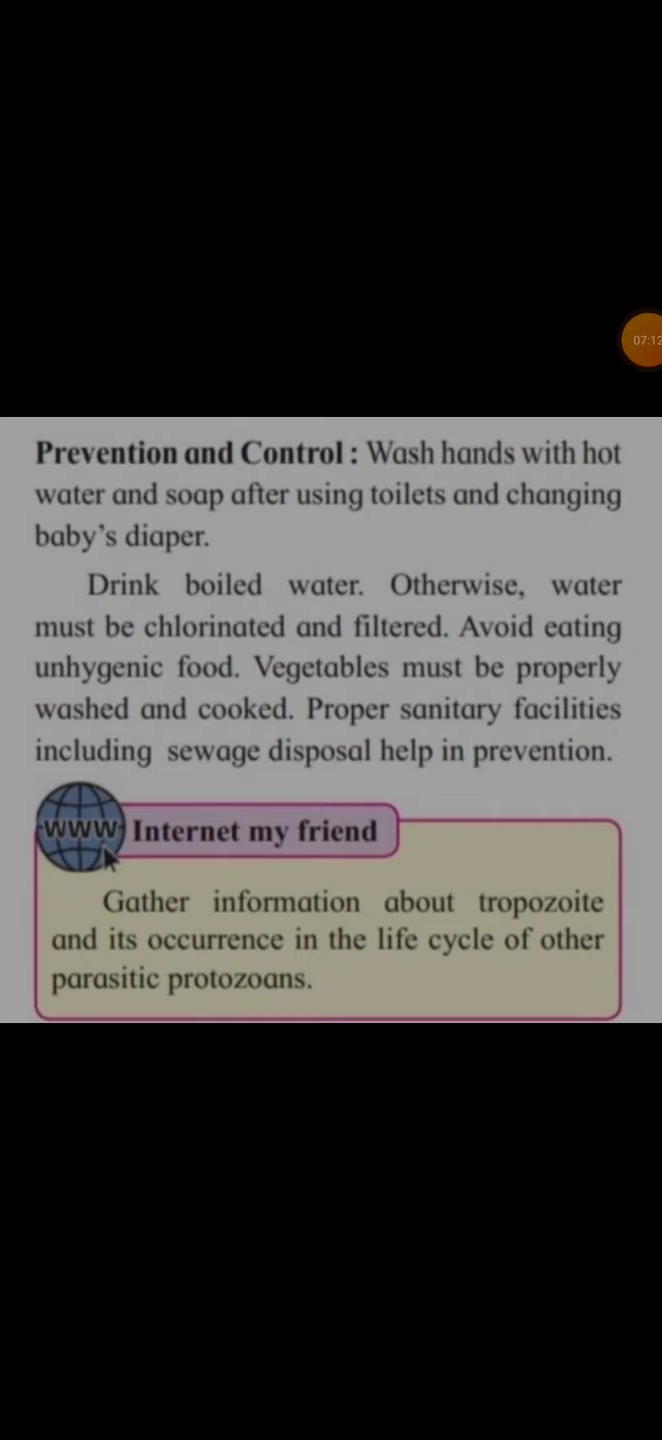 07:12
Prevention and Control : Wash hands with hot
water and soap after using toilets and changing
baby's diaper.
Drink boiled water. Otherwise, water
must be chlorinated and filtered. Avoid eating
unhygenic food. Vegetables must be properly
washed and cooked. Proper sanitary facilities
including sewage disposal help in prevention.
www Internet my friend
Gather information about tropozoite
and its occurrence in the life cycle of other
parasitic protozoans.